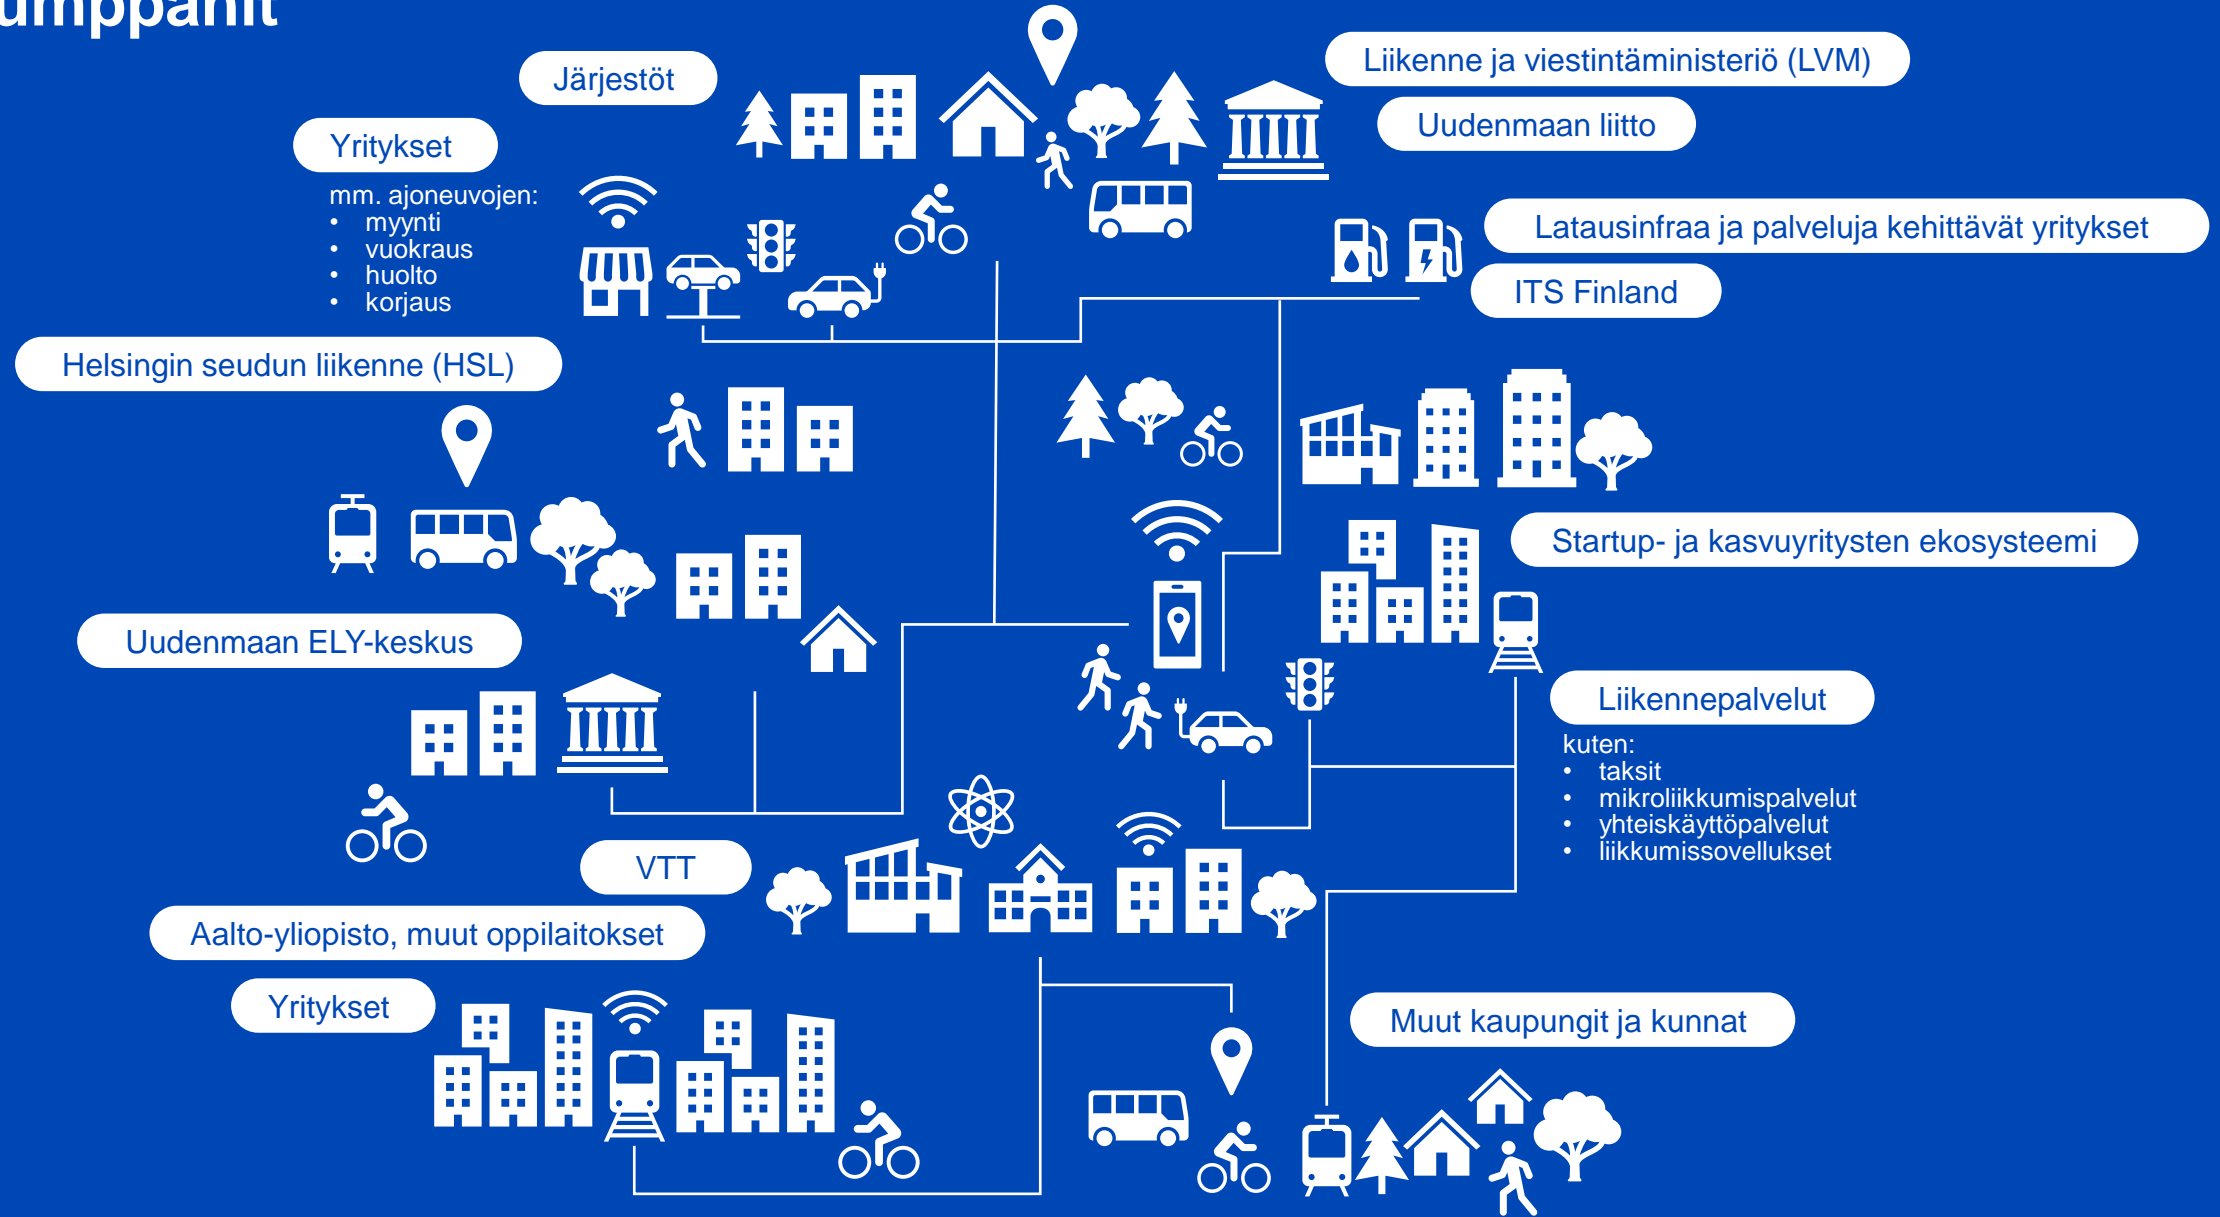 umppanit
Järjestöt
Liikenne ja viestintäministeriö (LVM)
Uudenmaan liitto
Yritykset
mm. ajoneuvojen:
• myynti
• vuokraus
• huolto
• korjaus
Latausinfraa ja palveluja kehittävät yritykset
ITS Finland
Helsingin seudun liikenne (HSL)
Startup- ja kasvuyritysten ekosysteemi
Uudenmaan ELY-keskus
Liikennepalvelut
kuten:
• taksit
• mikroliikkumispalvelut
• yhteiskäyttöpalvelut
• liikkumissovellukset
VTT
Aalto-yliopisto, muut oppilaitokset
Yritykset
Muut kaupungit ja kunnat